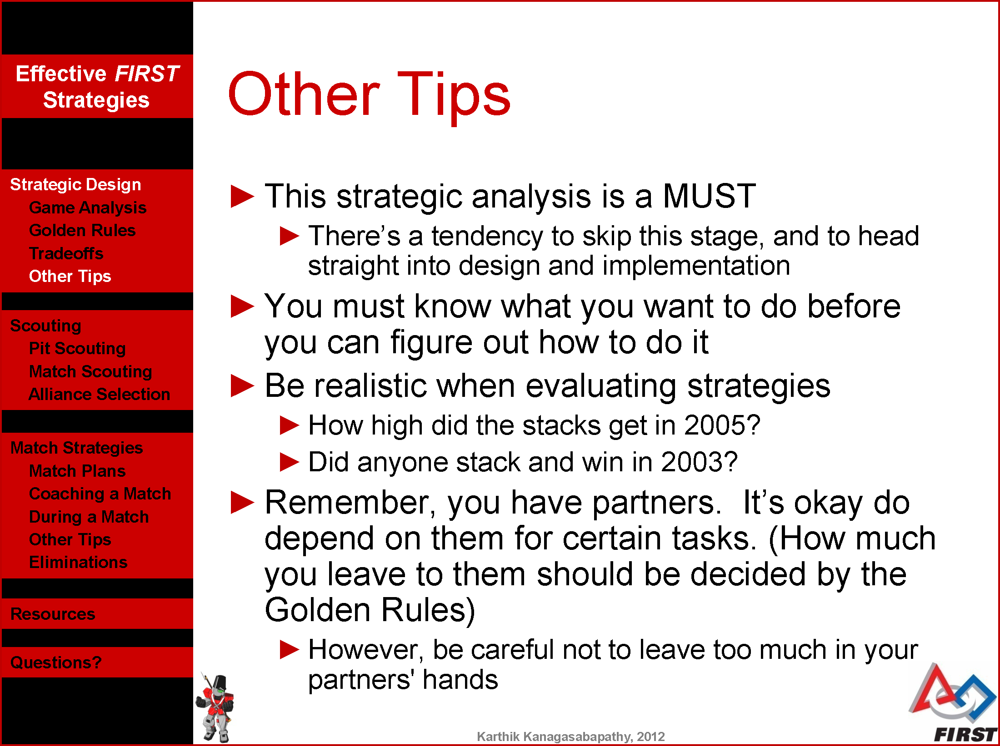 Effective FIRST
Strategies
Strategic Design
Game Analysis
Golden Rules
Tradeoffs
Other Tips
Scouting
Pit Scouting
Match Scouting
Alliance Selection
Match Strategies
Match Plans
Coaching a Match
During a Match
Other Tips
Eliminations
Resources
Questions?
Other Tips
► This strategic analysis is a MUST
► There’s a tendency to skip this stage, and to head
straight into design and implementation
► You must know what you want to do before
you can figure out how to do it
► Be realistic when evaluating strategies
► How high did the stacks get in 2005?
► Did anyone stack and win in 2003?
► Remember, you have partners.  It’s okay do
depend on them for certain tasks. (How much
you leave to them should be decided by the
Golden Rules)
► However, be careful not to leave too much in your
partners' hands
Karthik Kanagasabapathy, 2012
FIRST